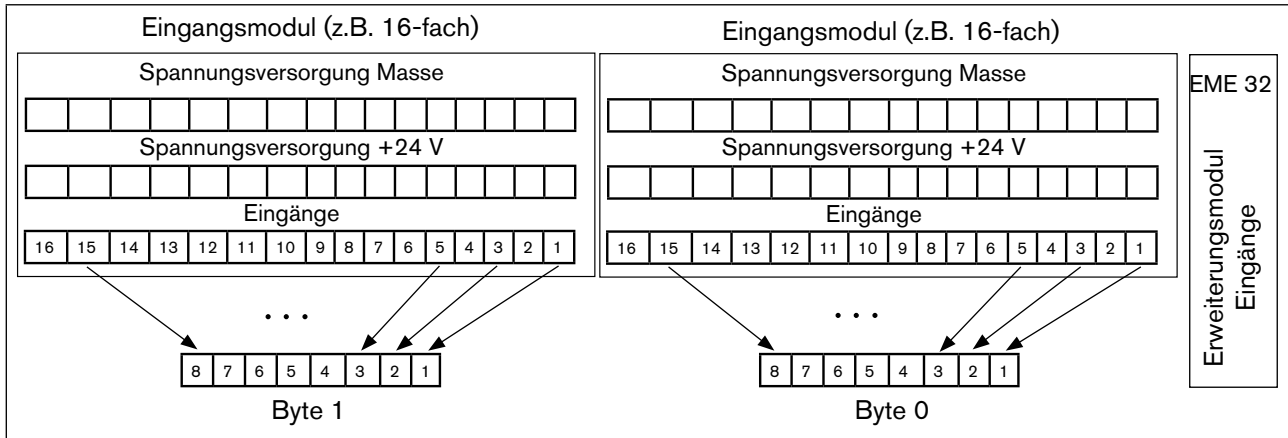 Eingangsmodul (z.B. 16-fach)
Spannungsversorgung Masse
Spannungsversorgung +24 V
Eingänge
16 15 14 13 12 11 10 9 8 7 6 5 4 3 2 1
. . .
8 7 6 5 4 3 2 1
Byte 1
Eingangsmodul (z.B. 16-fach)
Spannungsversorgung Masse
Spannungsversorgung +24 V
Eingänge
16 15 14 13 12 11 10 9 8 7 6 5 4 3 2 1
. . .
8 7 6 5 4 3 2 1
Byte 0
EME 32
Erweiterungsmodul
Eingänge